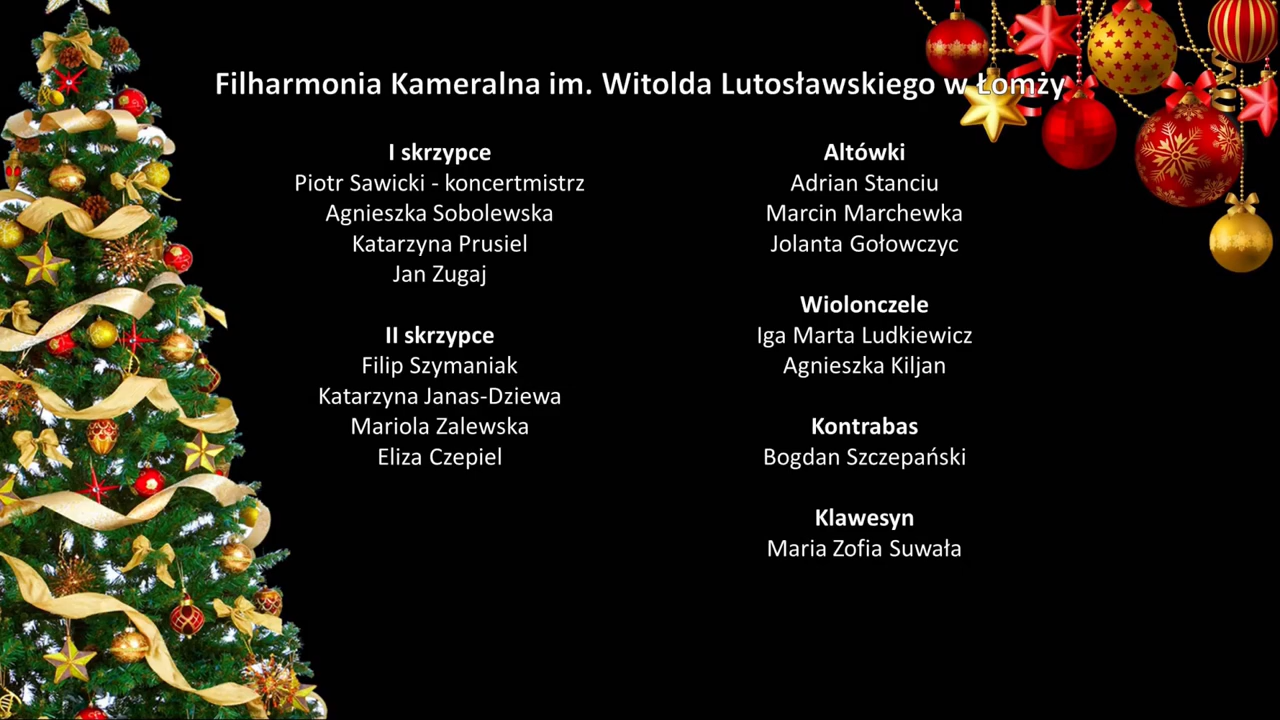 Filharmonia Kameralna im. Witolda Lutosławskiego w Łomży
I skrzypce
Piotr Sawicki - koncertmistrz
Agnieszka Sobolewska
Katarzyna Prusiel
Jan Zugaj
II skrzypce
Filip Szymaniak
Katarzyna Janas-Dziewa
Mariola Zalewska
Eliza Czepiel
Altówki
Adrian Stanciu
Marcin Marchewka
Jolanta Gołowczyc
Wiolonczele
Iga Marta Ludkiewicz
Agnieszka Kiljan
Kontrabas
Bogdan Szczepański
Klawesyn
Maria Zofia Suwała